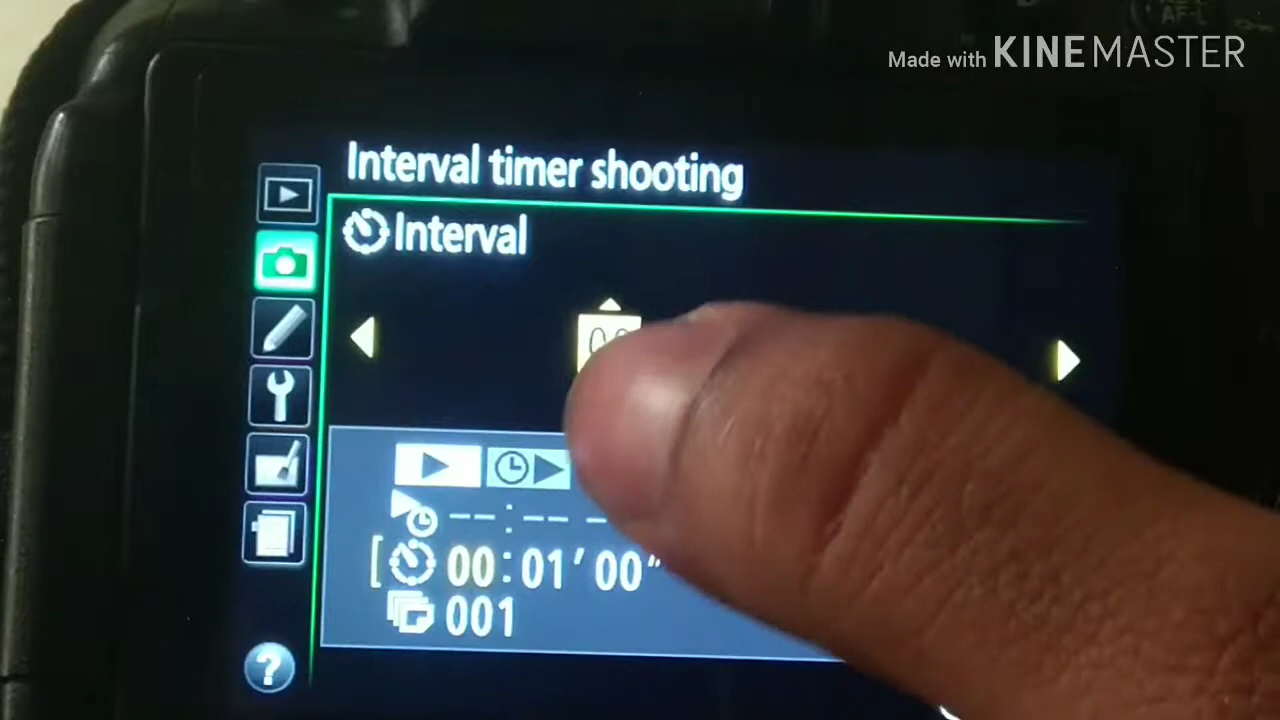 Made with KINEMASTER
Interval timer shooting
Interval
--:-- -
00:01'00"
001
?